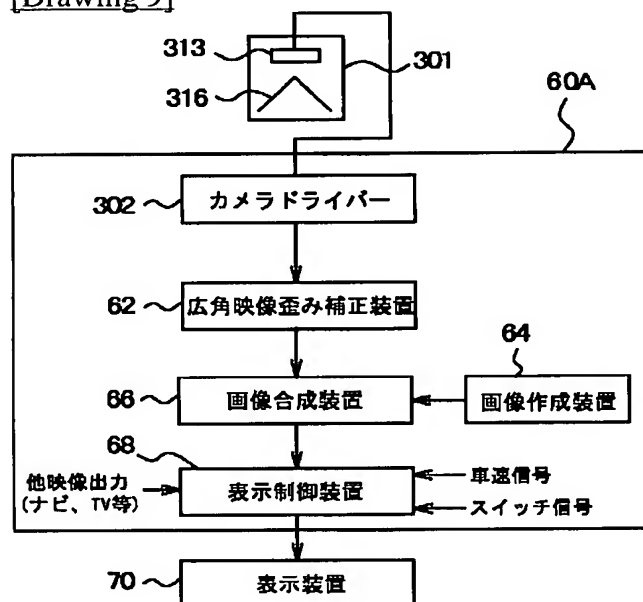 [Drawing 9]
313
301
316
60A
302
カメラドライバー
62
広角映像歪み補正装置
64
66
画像合成装置
画像作成装置
68
他映像出力
(ナビ、TV等)
表示制御装置
車速信号
スイッチ信号
70
表示装置